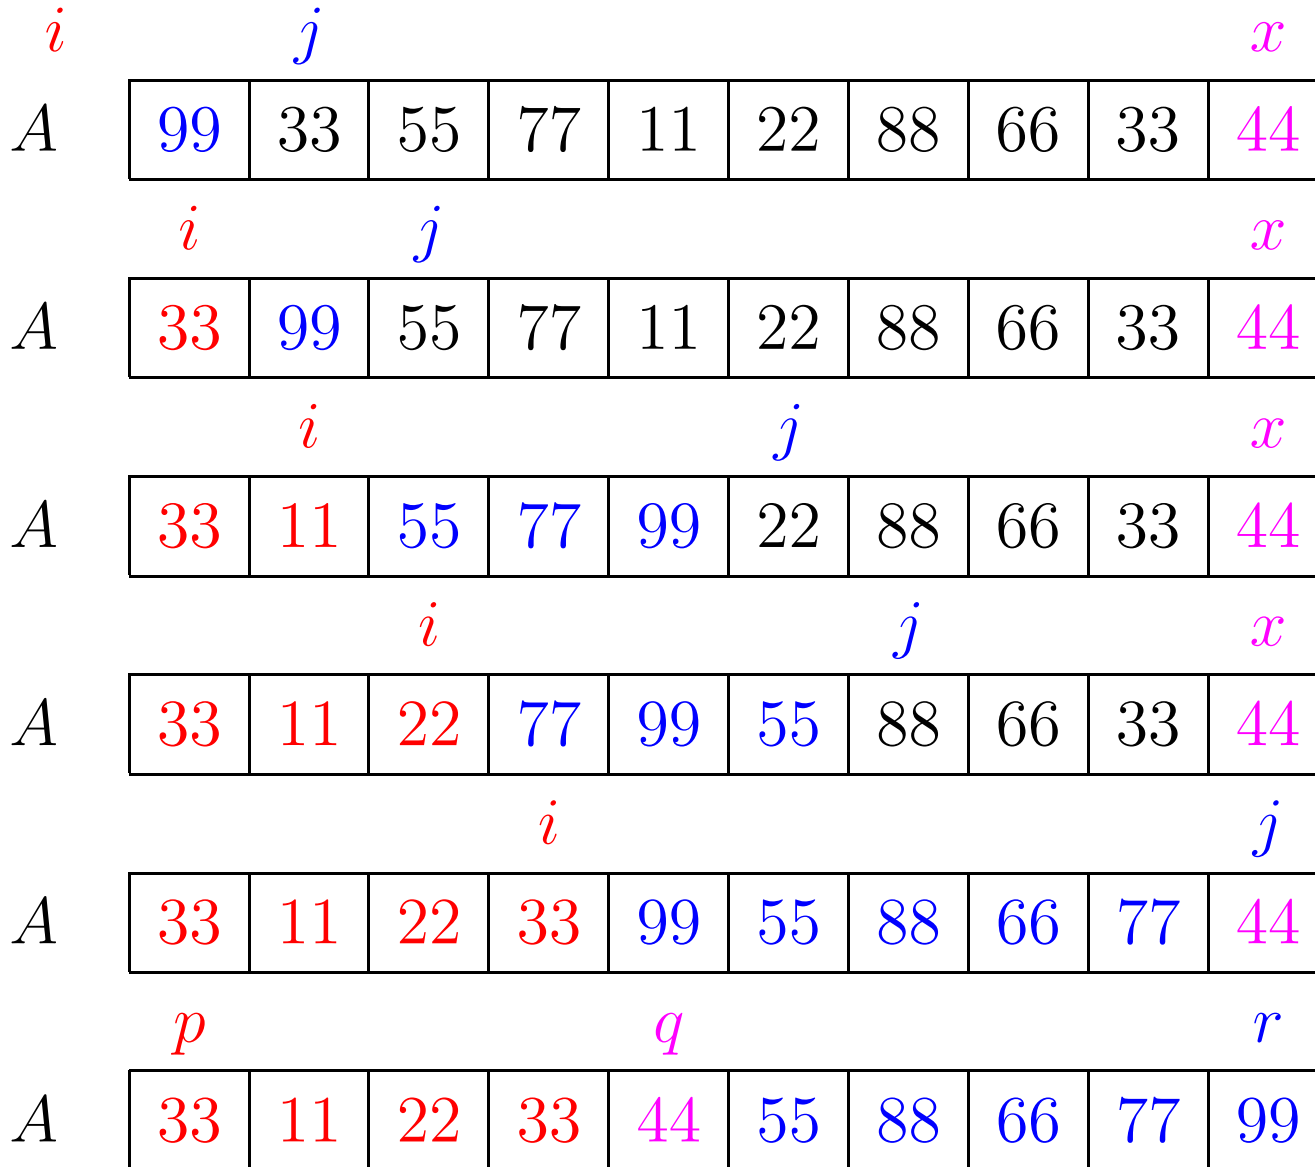 i j x
A 99 33 55 77 11 22 88 66 33 44
i j x
A 33 99 55 77 11 22 88 66 33 44
i j x
A 33 11 55 77 99 22 88 66 33 44
i j x
A 33 11 22 77 99 55 88 66 33 44
i j
A 33 11 22 33 99 55 88 66 77 44
p q r
A 33 11 22 33 44 55 88 66 77 99